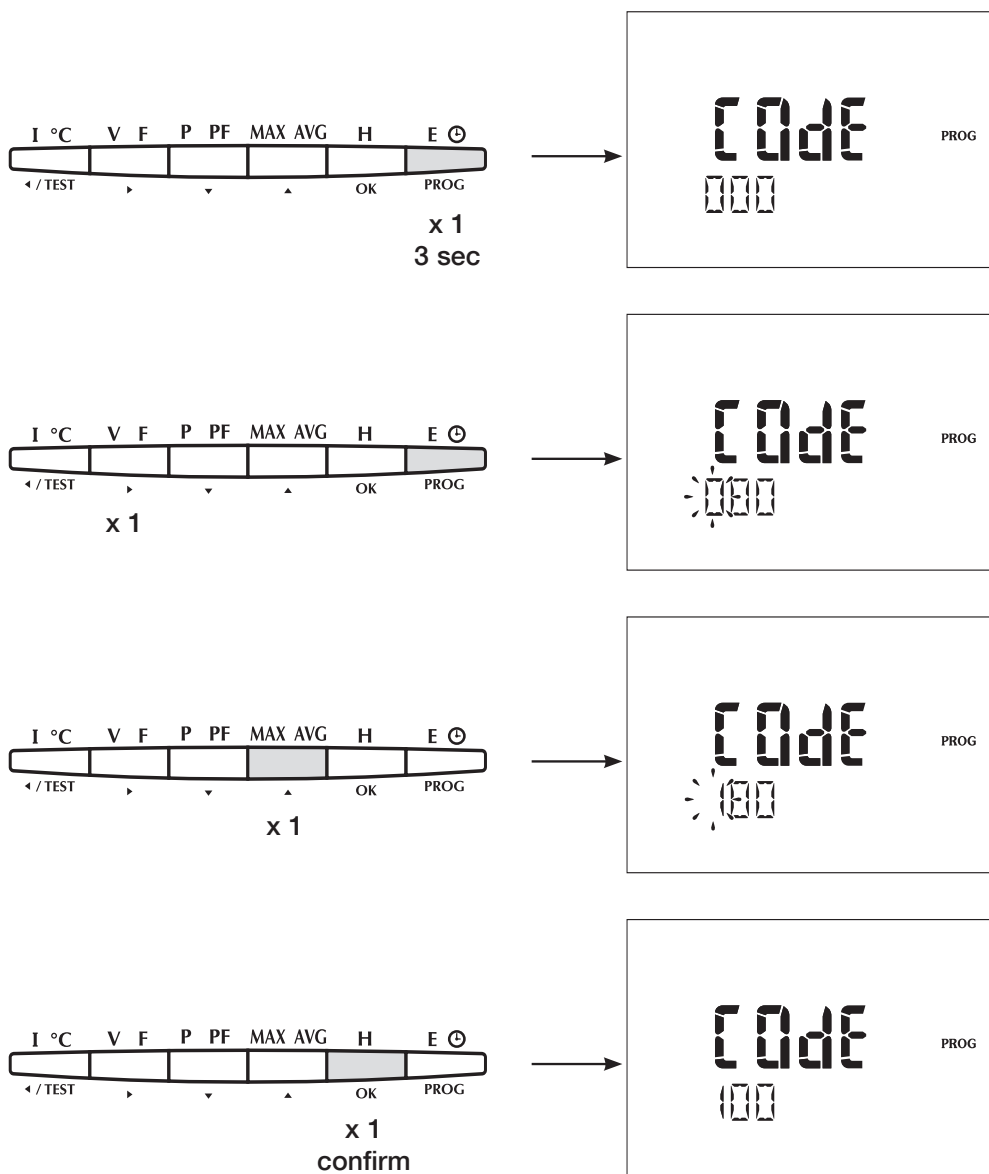 I °C V F P PF MAX AVG H E
/ TEST OK PROG
x 1
3 sec
COdE PROG
000
I °C V F P PF MAX AVG H E
/ TEST OK PROG
x 1
COdE PROG
000
I °C V F P PF MAX AVG H E
/ TEST OK PROG
x 1
COdE PROG
100
I °C V F P PF MAX AVG H E
/ TEST OK PROG
x 1
confirm
COdE PROG
100